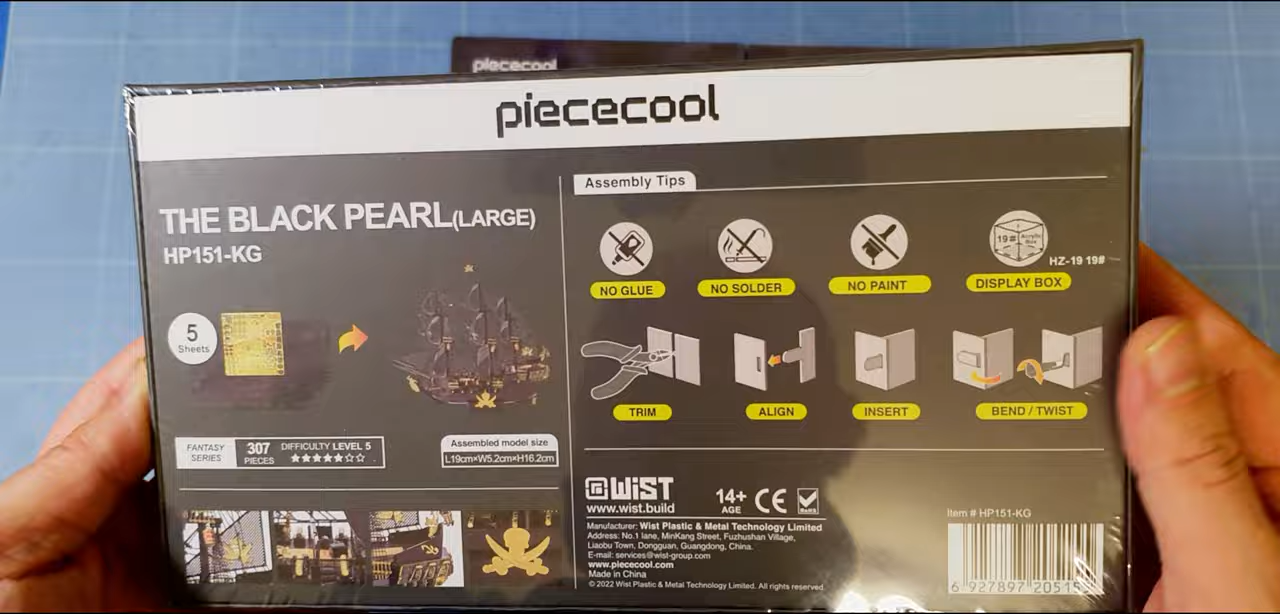 piececool
piececool
THE BLACK PEARL(LARGE)
HP151-KG
5
Sheets
FANTASY
SERIES
307
PIECES
DIFFICULTY LEVEL 5
Assembled model size
L19cm×W5.2cm×H16.2cm
Assembly Tips
NO GLUE
NO SOLDER
NO PAINT
19# Acrylic Box
HZ-19 19#
DISPLAY BOX
TRIM
ALIGN
INSERT
BEND / TWIST
WiST
www.wist.build
14+
AGE
CE
RoHS
Manufacturer: Wist Plastic & Metal Technology Limited
Address: No.1 lane, MinKang Street, Fuzhushan Village,
Liaobu Town, Dongguan, Guangdong, China.
E-mail: services@wist-group.com
www.piececool.com
Made in China
© 2022 Wist Plastic & Metal Technology Limited. All rights reserved.
Item # HP151-KG
6 927897 20515